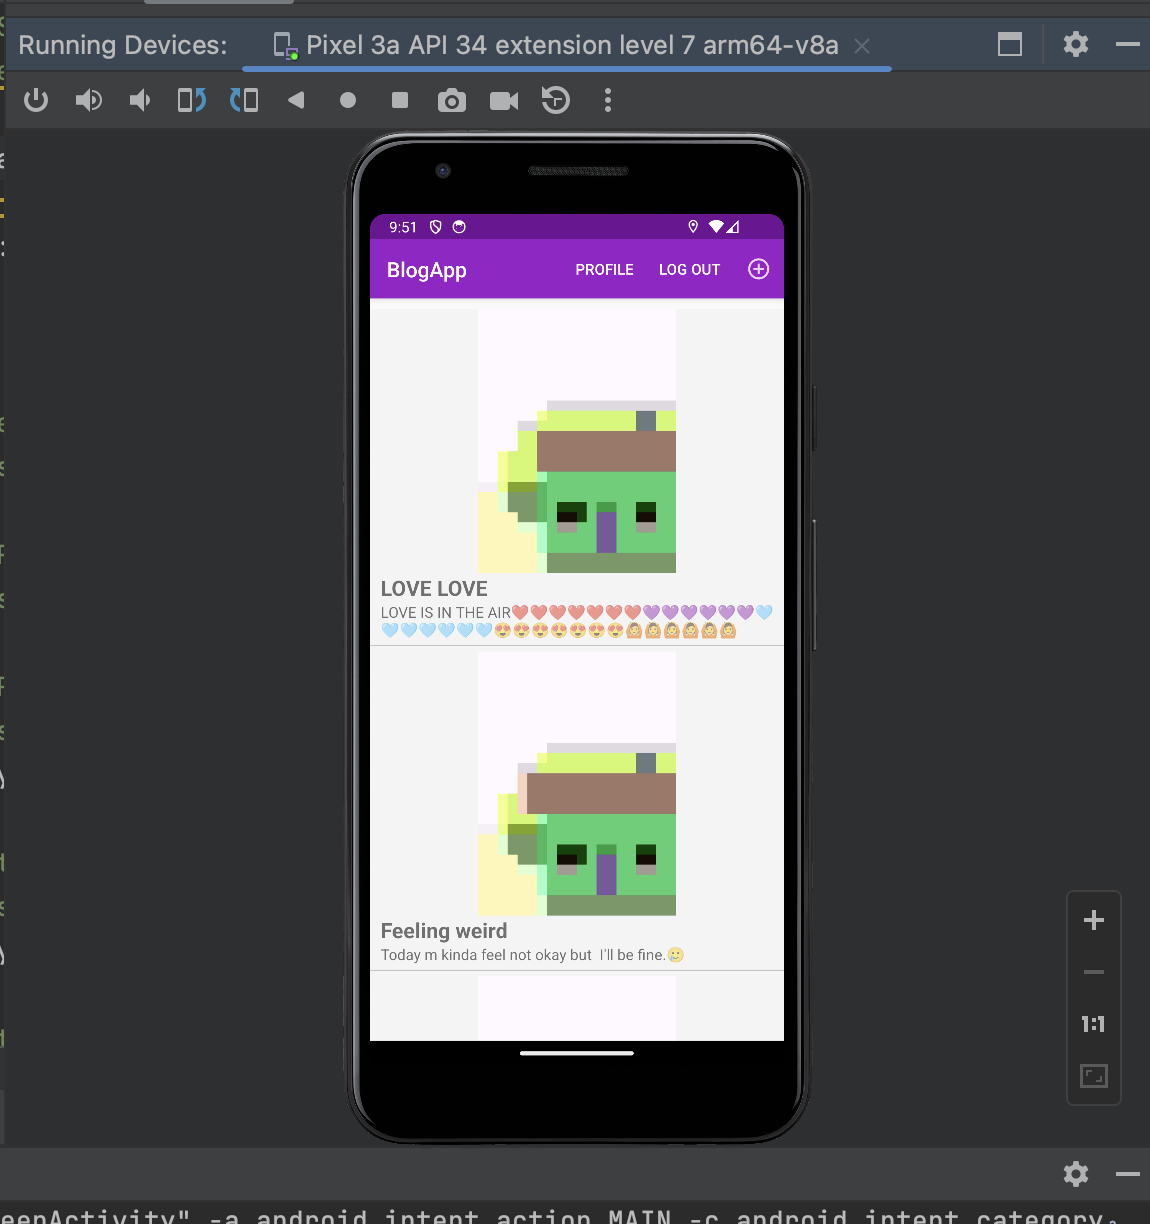 Running Devices: Pixel 3a API 34 extension level 7 arm64-v8a
9:51
BlogApp PROFILE LOG OUT
LOVE LOVE
LOVE IS IN THE AIR❤️❤️❤️❤️❤️❤️❤️💜💜💜💜💜💜🩵
🩵🩵🩵🩵🩵🩵😍😍😍😍😍😍😍🙆🙆🙆🙆🙆🙆
Feeling weird
Today m kinda feel not okay but  I'll be fine.🥲
1:1
eenActivity" -a android.intent.action.MAIN -c android.intent.category.